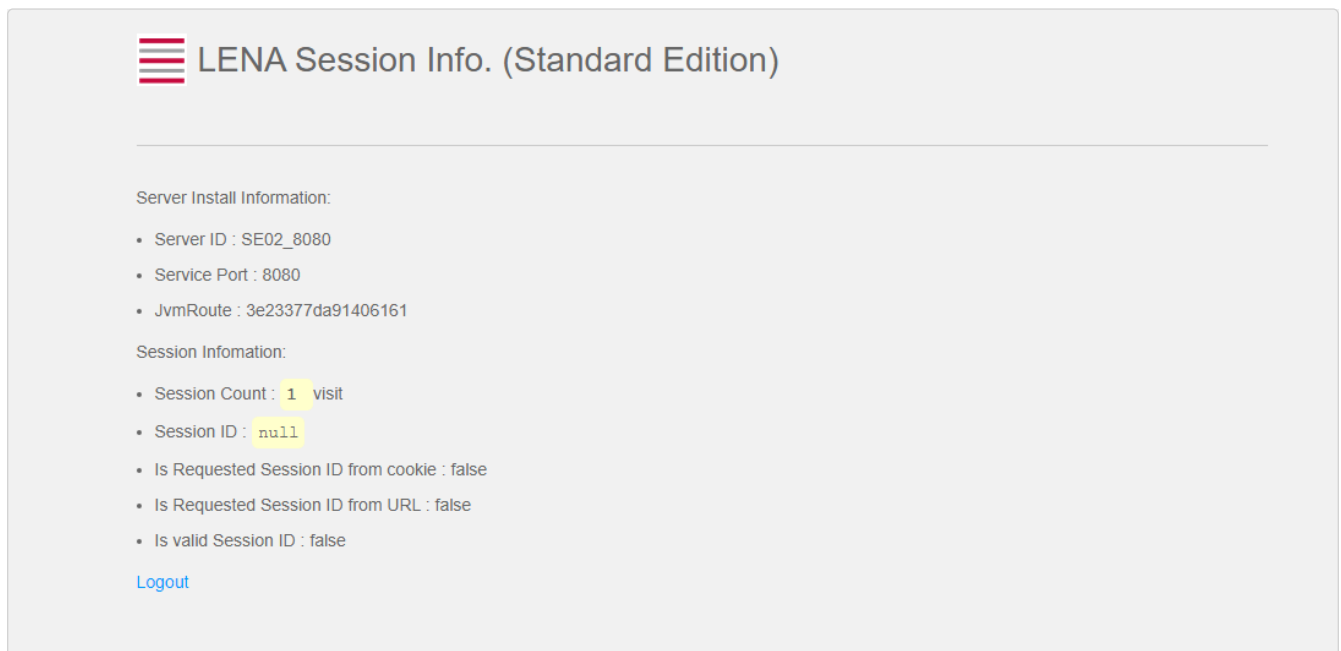 LENA Session Info. (Standard Edition)
Server Install Information:
• Server ID : SE02_8080
• Service Port : 8080
• JvmRoute : 3e23377da91406161
Session Infomation:
• Session Count : 1 visit
• Session ID : null
• Is Requested Session ID from cookie : false
• Is Requested Session ID from URL : false
• Is valid Session ID : false
Logout